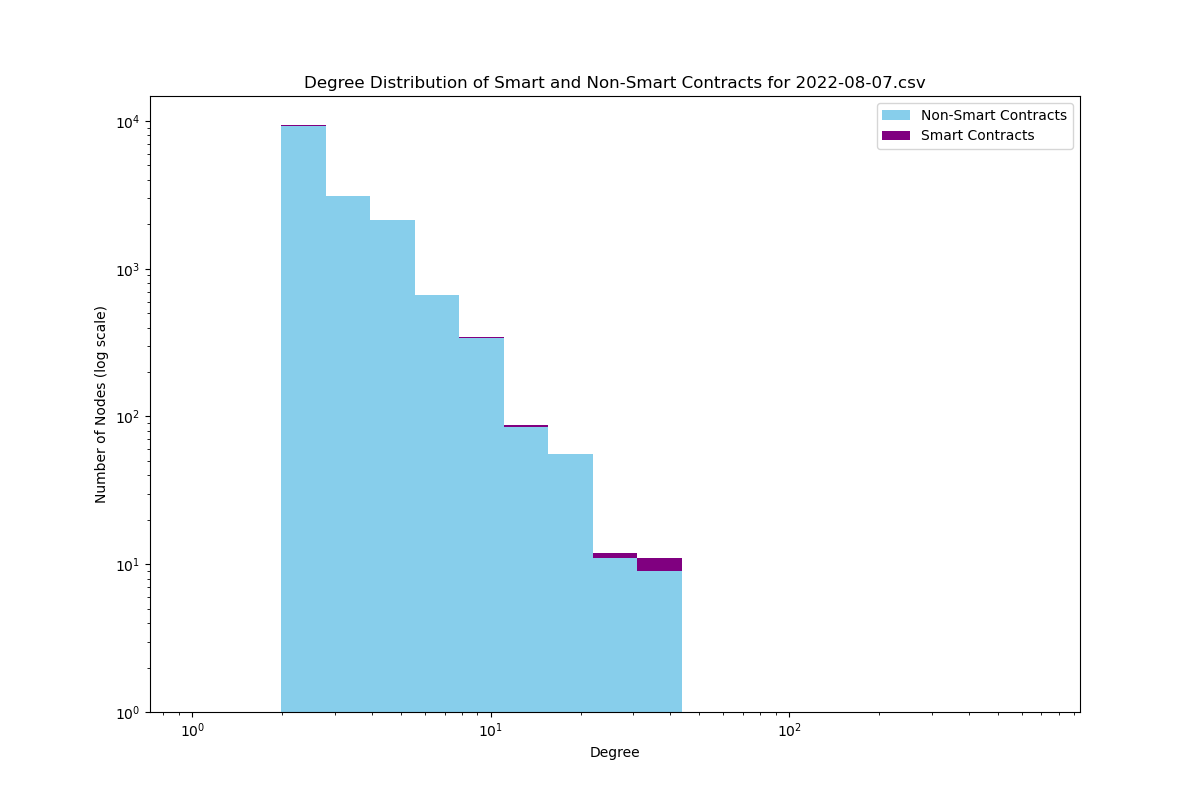 Degree Distribution of Smart and Non-Smart Contracts for 2022-08-07.csv
Non-Smart Contracts
Smart Contracts
Number of Nodes (log scale)
10⁴
10³
10²
10¹
10⁰
10⁰ 10¹ 10²
Degree